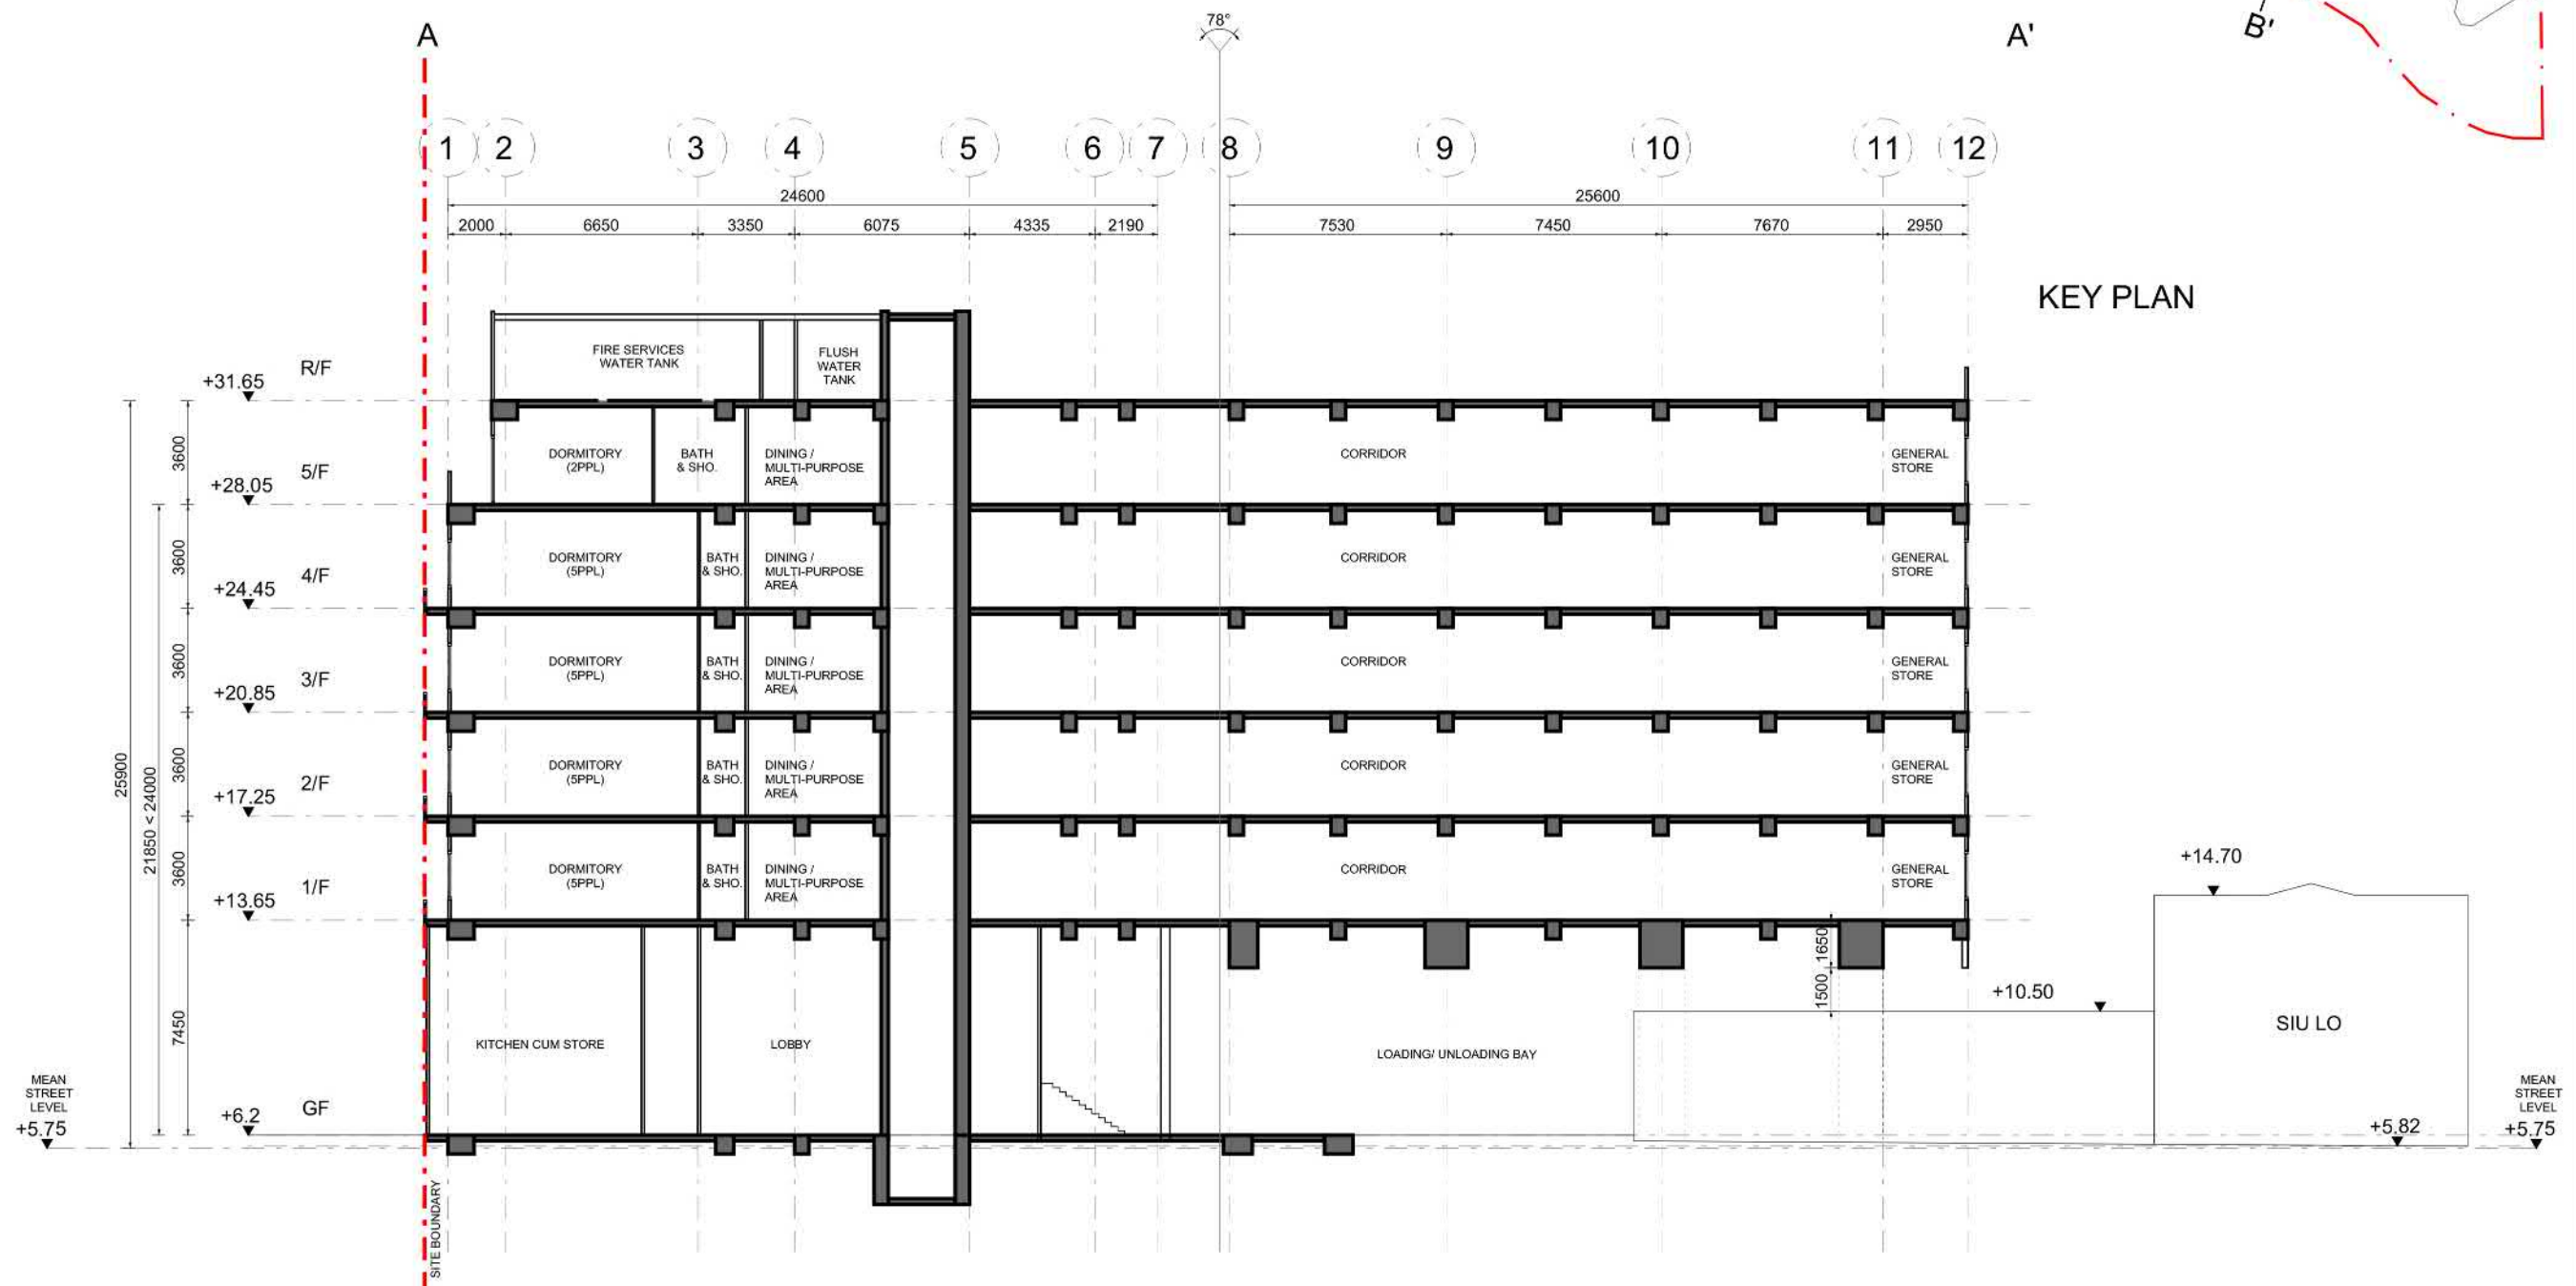 A
78°
A'
B'
1 2 3 4 5 6 7 8 9 10 11 12
24600
25600
2000 6650 3350 6075 4335 2190 7530 7450 7670 2950
KEY PLAN
FIRE SERVICES
WATER TANK
FLUSH
WATER
TANK
R/F
+31.65
3600
5/F
+28.05
DORMITORY
(2PPL)
BATH
& SHO.
DINING /
MULTI-PURPOSE
AREA
CORRIDOR
GENERAL
STORE
3600
4/F
+24.45
DORMITORY
(5PPL)
BATH
& SHO.
DINING /
MULTI-PURPOSE
AREA
CORRIDOR
GENERAL
STORE
3600
3/F
+20.85
DORMITORY
(5PPL)
BATH
& SHO.
DINING /
MULTI-PURPOSE
AREA
CORRIDOR
GENERAL
STORE
25900
21850 < 24000
3600
2/F
+17.25
DORMITORY
(5PPL)
BATH
& SHO.
DINING /
MULTI-PURPOSE
AREA
CORRIDOR
GENERAL
STORE
3600
1/F
+13.65
DORMITORY
(5PPL)
BATH
& SHO.
DINING /
MULTI-PURPOSE
AREA
CORRIDOR
GENERAL
STORE
+14.70
1650
1500
+10.50
SIU LO
7450
KITCHEN CUM STORE
LOBBY
LOADING/ UNLOADING BAY
MEAN
STREET
LEVEL
+5.75
+6.2
GF
+5.82
MEAN
STREET
LEVEL
+5.75
SITE BOUNDARY